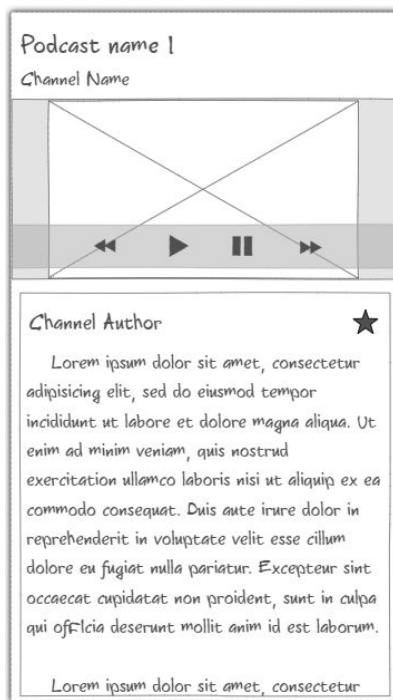 Podcast name 1
Channel Name
Channel Author
Lorem ipsum dolor sit amet, consectetur
adipisicing elit, sed do eiusmod tempor
incididunt ut labore et dolore magna aliqua. Ut
enim ad minim veniam, quis nostrud
exercitation ullamco laboris nisi ut aliquip ex ea
commodo consequat. Duis aute irure dolor in
reprehenderit in voluptate velit esse cillum
dolore eu fugiat nulla pariatur. Excepteur sint
occaecat cupidatat non proident, sunt in culpa
qui officia deserunt mollit anim id est laborum.
Lorem ipsum dolor sit amet, consectetur